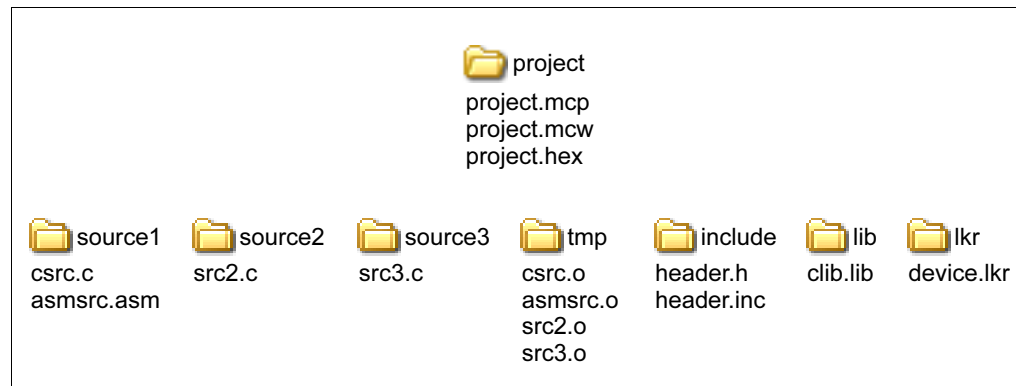 project
project.mcp
project.mcw
project.hex
source1
csrc.c
asmsrc.asm
source2
src2.c
source3
src3.c
tmp
csrc.o
asmsrc.o
src2.o
src3.o
include
header.h
header.inc
lib
clib.lib
lkr
device.lkr